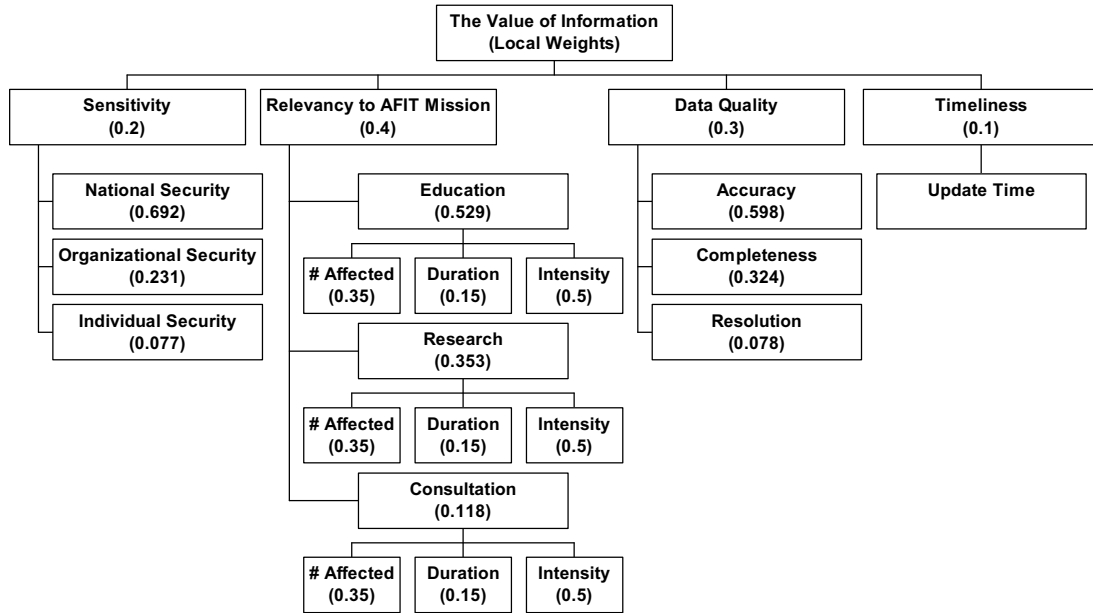 The Value of Information
(Local Weights)
Sensitivity
(0.2)
Relevancy to AFIT Mission
(0.4)
Data Quality
(0.3)
Timeliness
(0.1)
National Security
(0.692)
Organizational Security
(0.231)
Individual Security
(0.077)
Education
(0.529)
# Affected
(0.35)
Duration
(0.15)
Intensity
(0.5)
Research
(0.353)
# Affected
(0.35)
Duration
(0.15)
Intensity
(0.5)
Consultation
(0.118)
# Affected
(0.35)
Duration
(0.15)
Intensity
(0.5)
Accuracy
(0.598)
Completeness
(0.324)
Resolution
(0.078)
Update Time